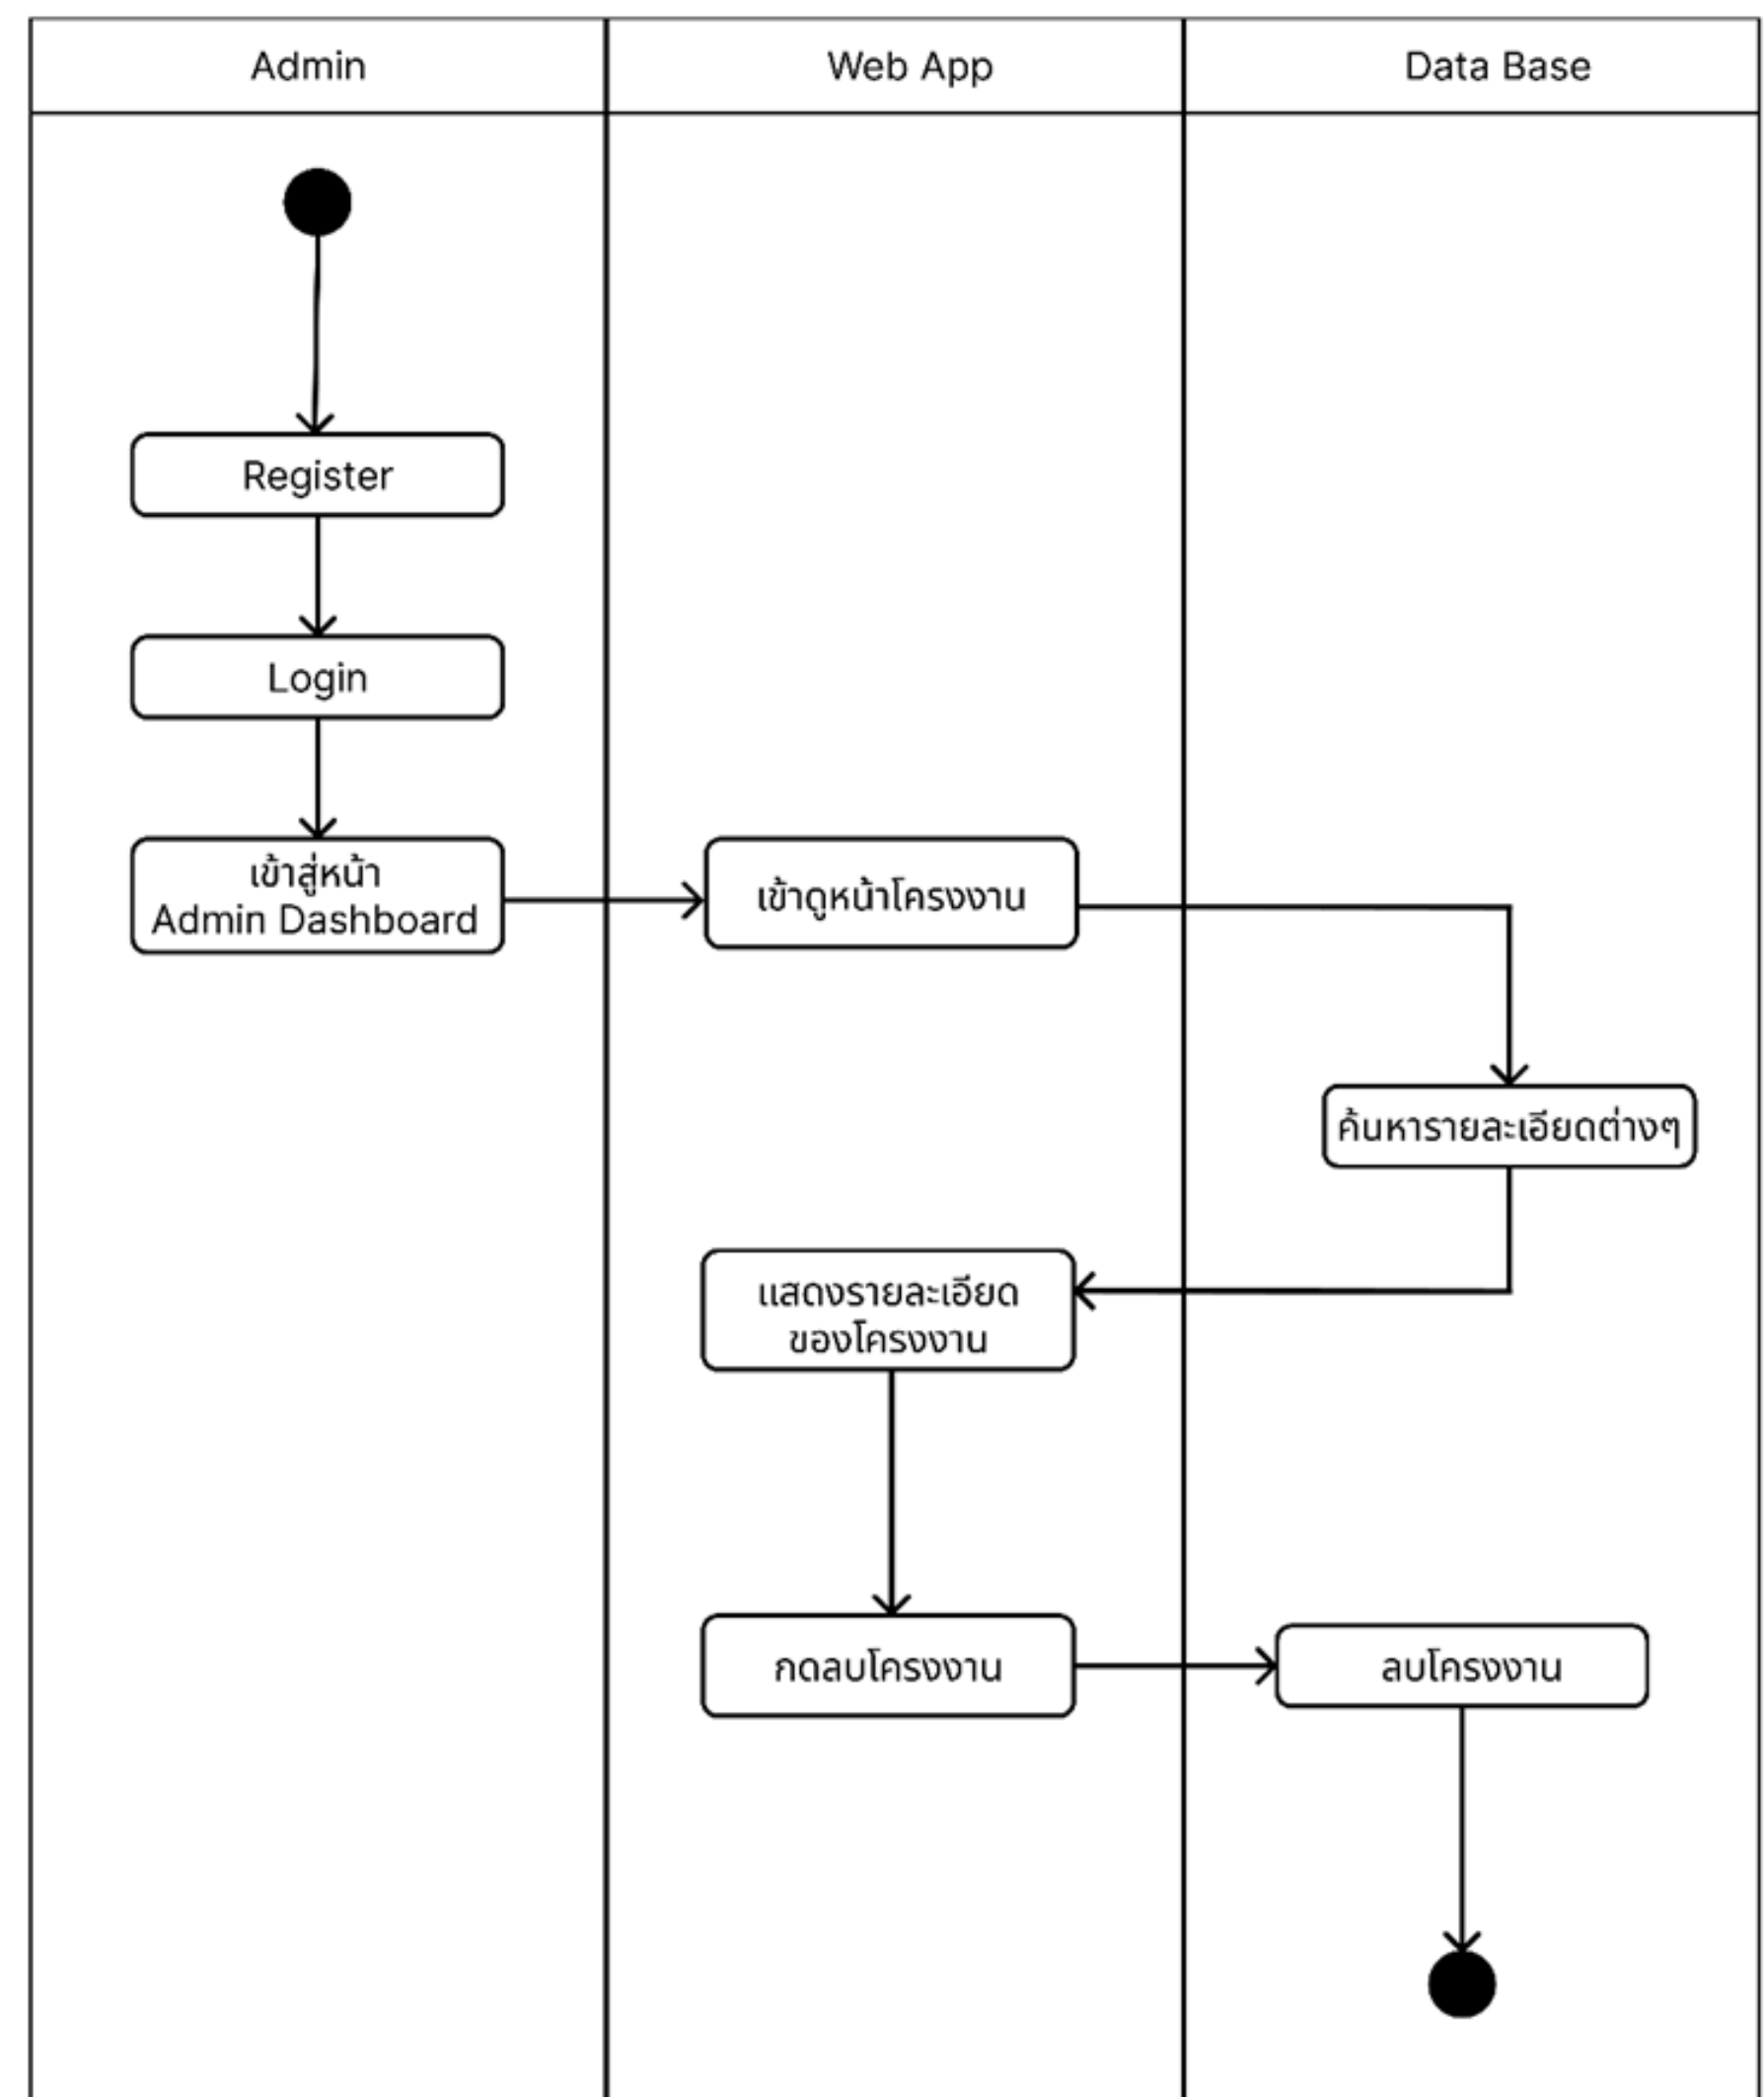 Admin
Web App
Data Base
Register
Login
เข้าสู่หน้า
Admin Dashboard
เข้าดูหน้าโครงงาน
ค้นหารายละเอียดต่างๆ
แสดงรายละเอียด
ของโครงงาน
กดลบโครงงาน
ลบโครงงาน